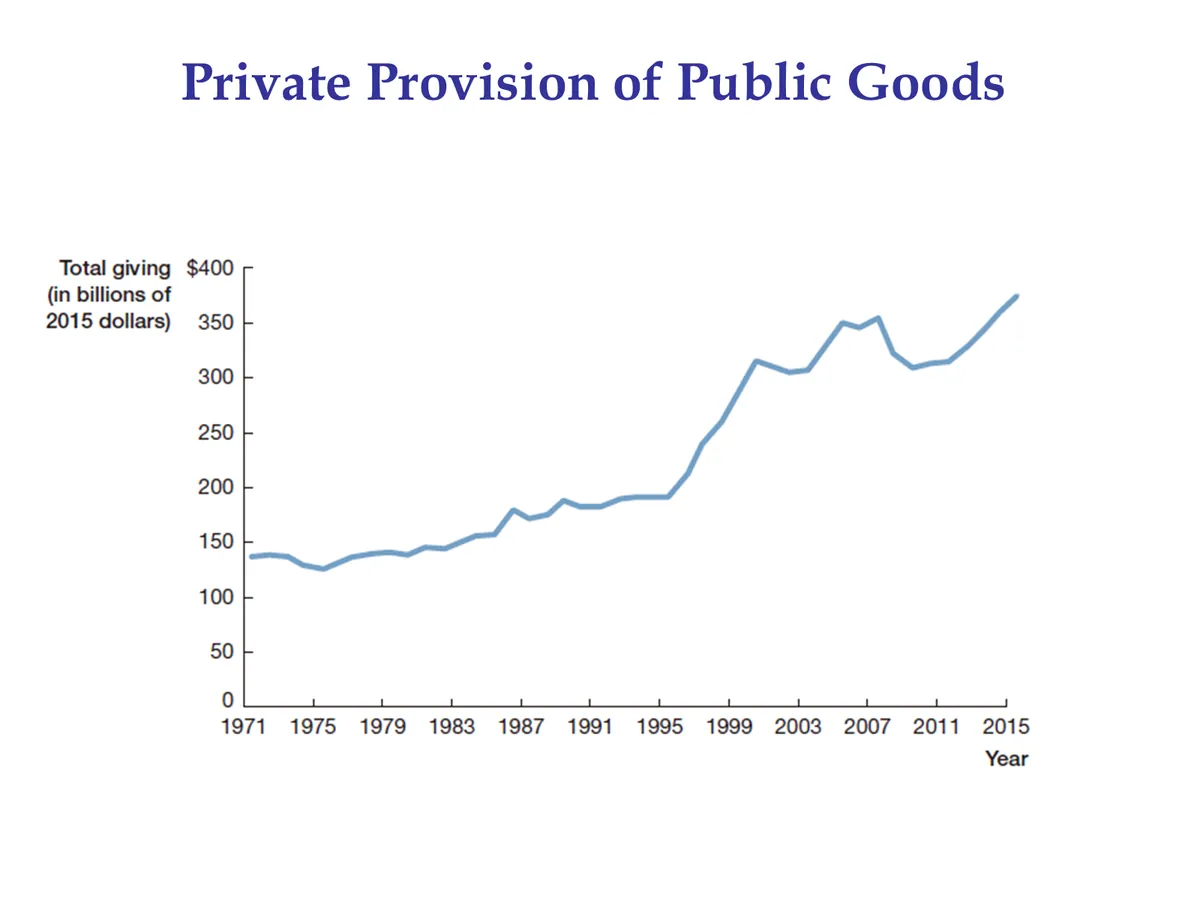 Private Provision of Public Goods
Total giving
(in billions of
2015 dollars)
$400
350
300
250
200
150
100
50
0
1971 1975 1979 1983 1987 1991 1995 1999 2003 2007 2011 2015
Year